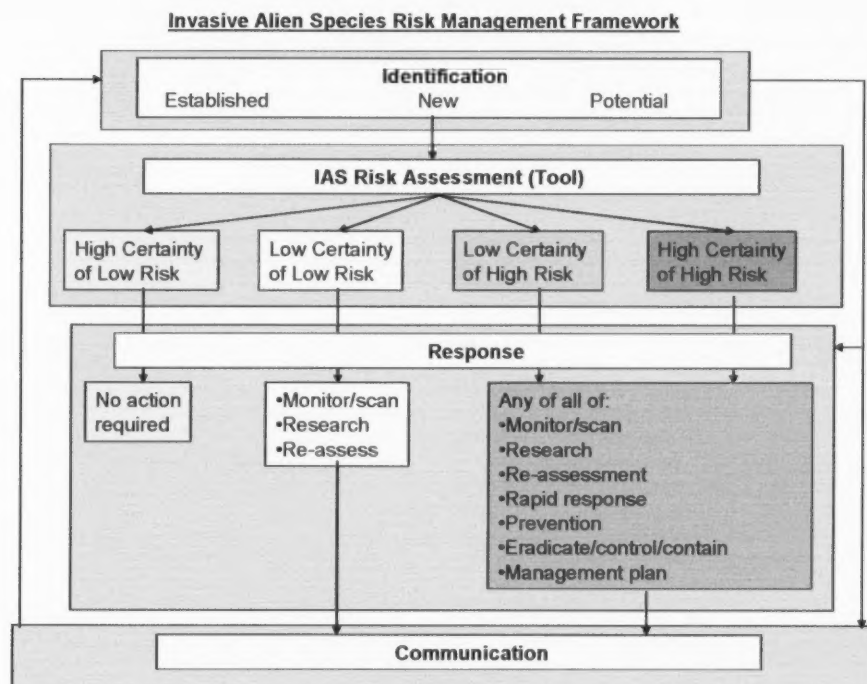 Invasive Alien Species Risk Management Framework
Identification
Established New Potential
IAS Risk Assessment (Tool)
High Certainty of Low Risk
Low Certainty of Low Risk
Low Certainty of High Risk
High Certainty of High Risk
Response
No action required
•Monitor/scan
•Research
•Re-assess
Any of all of:
•Monitor/scan
•Research
•Re-assessment
•Rapid response
•Prevention
•Eradicate/control/contain
•Management plan
Communication